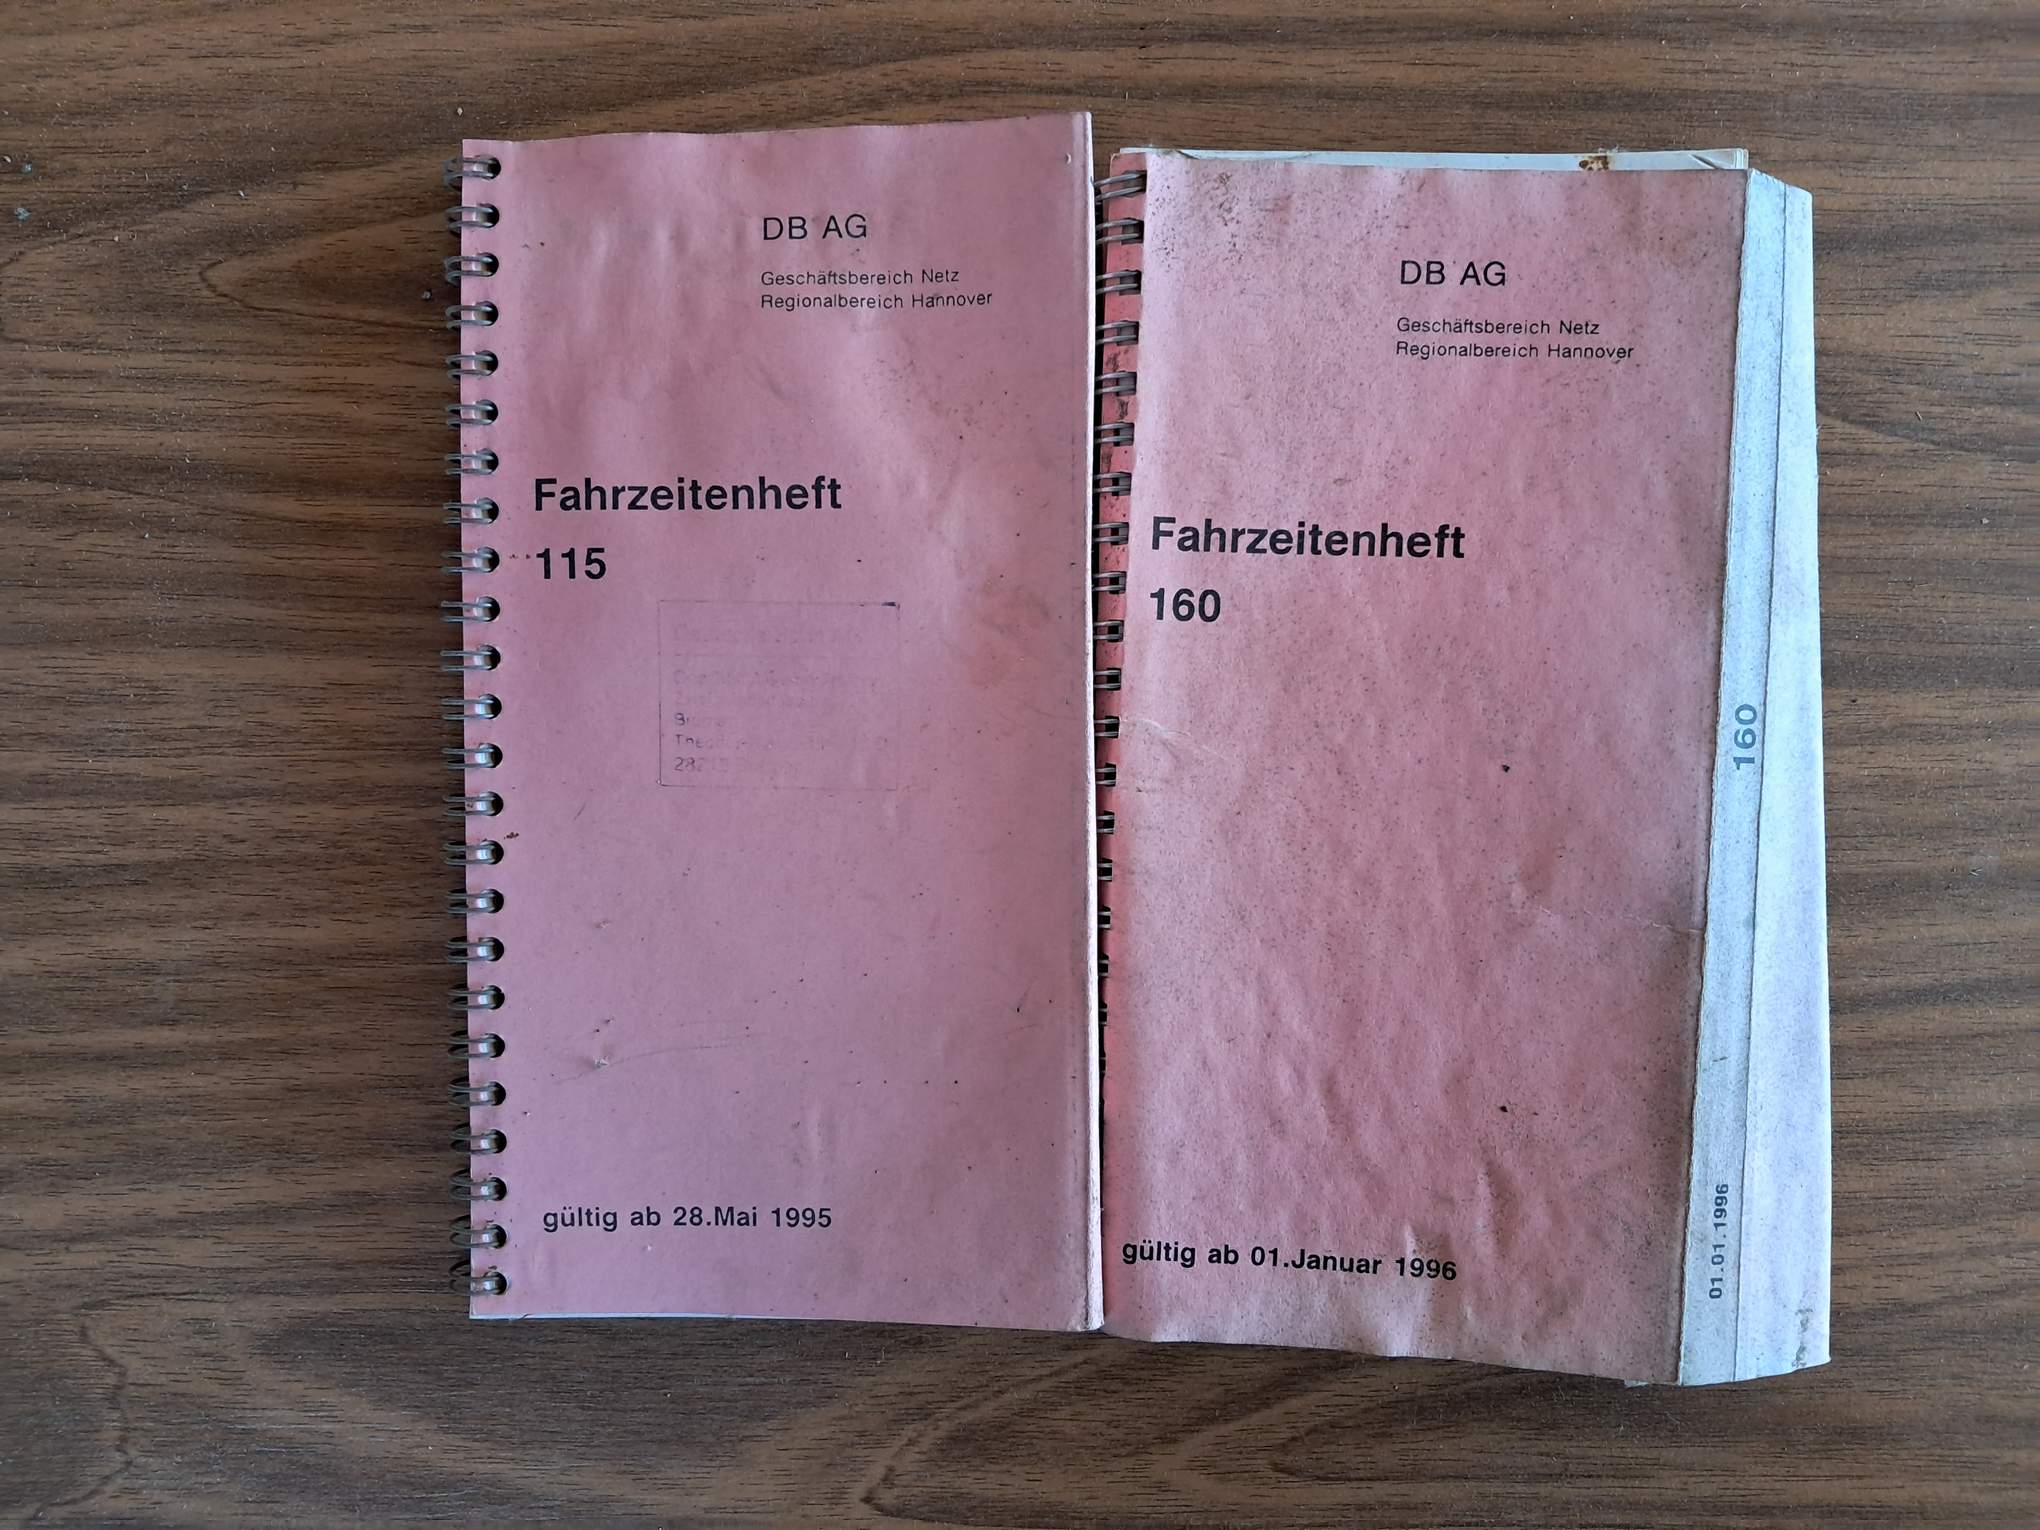 DB AG
Geschäftsbereich Netz
Regionalbereich Hannover
Fahrzeitenheft
115
gültig ab 28.Mai 1995
DB AG
Geschäftsbereich Netz
Regionalbereich Hannover
Fahrzeitenheft
160
gültig ab 01.Januar 1996
160
01.01.1996